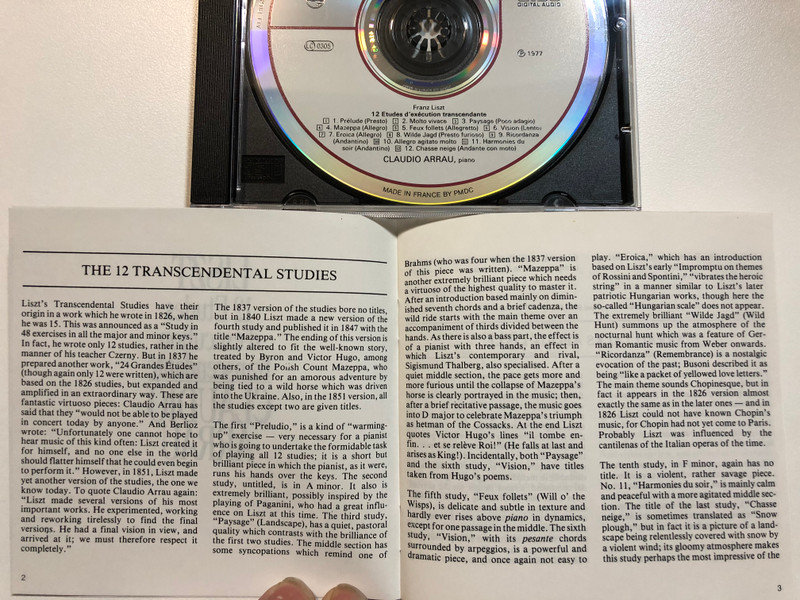 DIGITAL AUDIO
LC 0305
℗ 1977
Franz Liszt
12 Etudes d'exécution transcendante
1 1. Prélude (Presto) 2 2. Molto vivace 3 3. Paysage (Poco adagio)
4 4. Mazeppa (Allegro) 5 5. Feux follets (Allegretto) 6 6. Vision (Lento)
7 7. Eroica (Allegro) 8 8. Wilde Jagd (Presto furioso) 9 9. Ricordanza
(Andantino) 10 10. Allegro agitato molto 11 11. Harmonies du
soir (Andantino) 12 12. Chasse neige (Andante con moto)
CLAUDIO ARRAU, piano
MADE IN FRANCE BY PMDC
THE 12 TRANSCENDENTAL STUDIES
Liszt's Transcendental Studies have their
origin in a work which he wrote in 1826, when
he was 15. This was announced as a "Study in
48 exercises in all the major and minor keys."
In fact, he wrote only 12 studies, rather in the
manner of his teacher Czerny. But in 1837 he
prepared another work, "24 Grandes Études"
(though again only 12 were written), which are
based on the 1826 studies, but expanded and
amplified in an extraordinary way. These are
fantastic virtuoso pieces: Claudio Arrau has
said that they "would not be able to be played
in concert today by anyone." And Berlioz
wrote: "Unfortunately one cannot hope to
hear music of this kind often: Liszt created it
for himself, and no one else in the world
should flatter himself that he could even begin
to perform it." However, in 1851, Liszt made
yet another version of the studies, the one we
know today. To quote Claudio Arrau again:
"Liszt made several versions of his most
important works. He experimented, working
and reworking tirelessly to find the final
versions. He had a final vision in view, and
arrived at it; we must therefore respect it
completely."
2
The 1837 version of the studies bore no titles,
but in 1840 Liszt made a new version of the
fourth study and published it in 1847 with the
title "Mazeppa." The ending of this version is
slightly altered to fit the well-known story,
treated by Byron and Victor Hugo, among
others, of the Polish Count Mazeppa, who
was punished for an amorous adventure by
being tied to a wild horse which was driven
into the Ukraine. Also, in the 1851 version, all
the studies except two are given titles.
The first "Preludio," is a kind of "warming-
up" exercise — very necessary for a pianist
who is going to undertake the formidable task
of playing all 12 studies; it is a short but
brilliant piece in which the pianist, as it were,
runs his hands over the keys. The second
study, untitled, is in A minor. It also is
extremely brilliant, possibly inspired by the
playing of Paganini, who had a great influ-
ence on Liszt at this time. The third study,
"Paysage" (Landscape), has a quiet, pastoral
quality which contrasts with the brilliance of
the first two studies. The middle section has
some syncopations which remind one of
Brahms (who was four when the 1837 version
of this piece was written). "Mazeppa" is
another extremely brilliant piece which needs
a virtuoso of the highest quality to master it.
After an introduction based mainly on dimin-
ished seventh chords and a brief cadenza, the
wild ride starts with the main theme over an
accompaniment of thirds divided between the
hands. As there is also a bass part, the effect is
of a pianist with three hands, an effect in
which Liszt's contemporary and rival,
Sigismund Thalberg, also specialised. After a
quiet middle section, the pace gets more and
more furious until the collapse of Mazeppa's
horse is clearly portrayed in the music; then,
after a brief recitative passage, the music goes
into D major to celebrate Mazeppa's triumph
as hetman of the Cossacks. At the end Liszt
quotes Victor Hugo's lines "il tombe en-
fin. . . et se relève Roi!" (He falls at last and
arises as King!). Incidentally, both "Paysage"
and the sixth study, "Vision," have titles
taken from Hugo's poems.
The fifth study, "Feux follets" (Will o' the
Wisps), is delicate and subtle in texture and
hardly ever rises above piano in dynamics,
except for one passage in the middle. The sixth
study, "Vision," with its pesante chords
surrounded by arpeggios, is a powerful and
dramatic piece, and once again not easy to
play. "Eroica," which has an introduction
based on Liszt's early "Impromptu on themes
of Rossini and Spontini," "vibrates the heroic
string" in a manner similar to Liszt's later
patriotic Hungarian works, though here the
so-called "Hungarian scale" does not appear.
The extremely brilliant "Wilde Jagd" (Wild
Hunt) summons up the atmosphere of the
nocturnal hunt which was a feature of Ger-
man Romantic music from Weber onwards.
"Ricordanza" (Remembrance) is a nostalgic
evocation of the past; Busoni described it as
being "like a packet of yellowed love letters."
The main theme sounds Chopinesque, but in
fact it appears in the 1826 version almost
exactly the same as in the later ones — and in
1826 Liszt could not have known Chopin's
music, for Chopin had not yet come to Paris.
Probably Liszt was influenced by the
cantilenas of the Italian operas of the time.
The tenth study, in F minor, again has no
title. It is a violent, rather savage piece.
No. 11, "Harmonies du soir," is mainly calm
and peaceful with a more agitated middle sec-
tion. The title of the last study, "Chasse
neige," is sometimes translated as "Snow
plough," but in fact it is a picture of a land-
scape being relentlessly covered with snow by
a violent wind; its gloomy atmosphere makes
this study perhaps the most impressive of the
3